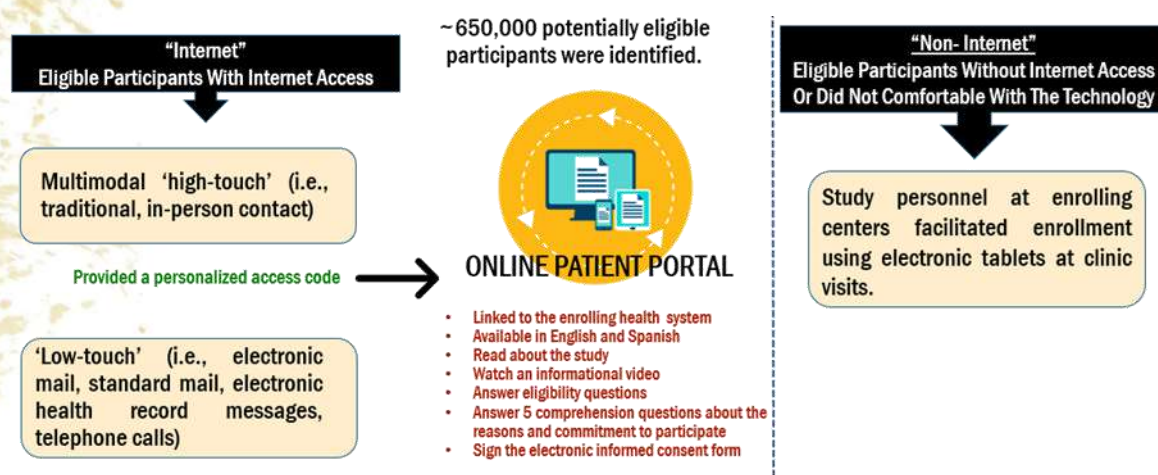 “Internet”
Eligible Participants With Internet Access
Multimodal ‘high-touch’ (i.e.,
traditional, in-person contact)
Provided a personalized access code
‘Low-touch’ (i.e., electronic
mail, standard mail, electronic
health record messages,
telephone calls)
~650,000 potentially eligible
participants were identified.
ONLINE PATIENT PORTAL
• Linked to the enrolling health system
• Available in English and Spanish
• Read about the study
• Watch an informational video
• Answer eligibility questions
• Answer 5 comprehension questions about the
reasons and commitment to participate
• Sign the electronic informed consent form
“Non- Internet”
Eligible Participants Without Internet Access
Or Did Not Comfortable With The Technology
Study personnel at enrolling
centers facilitated enrollment
using electronic tablets at clinic
visits.